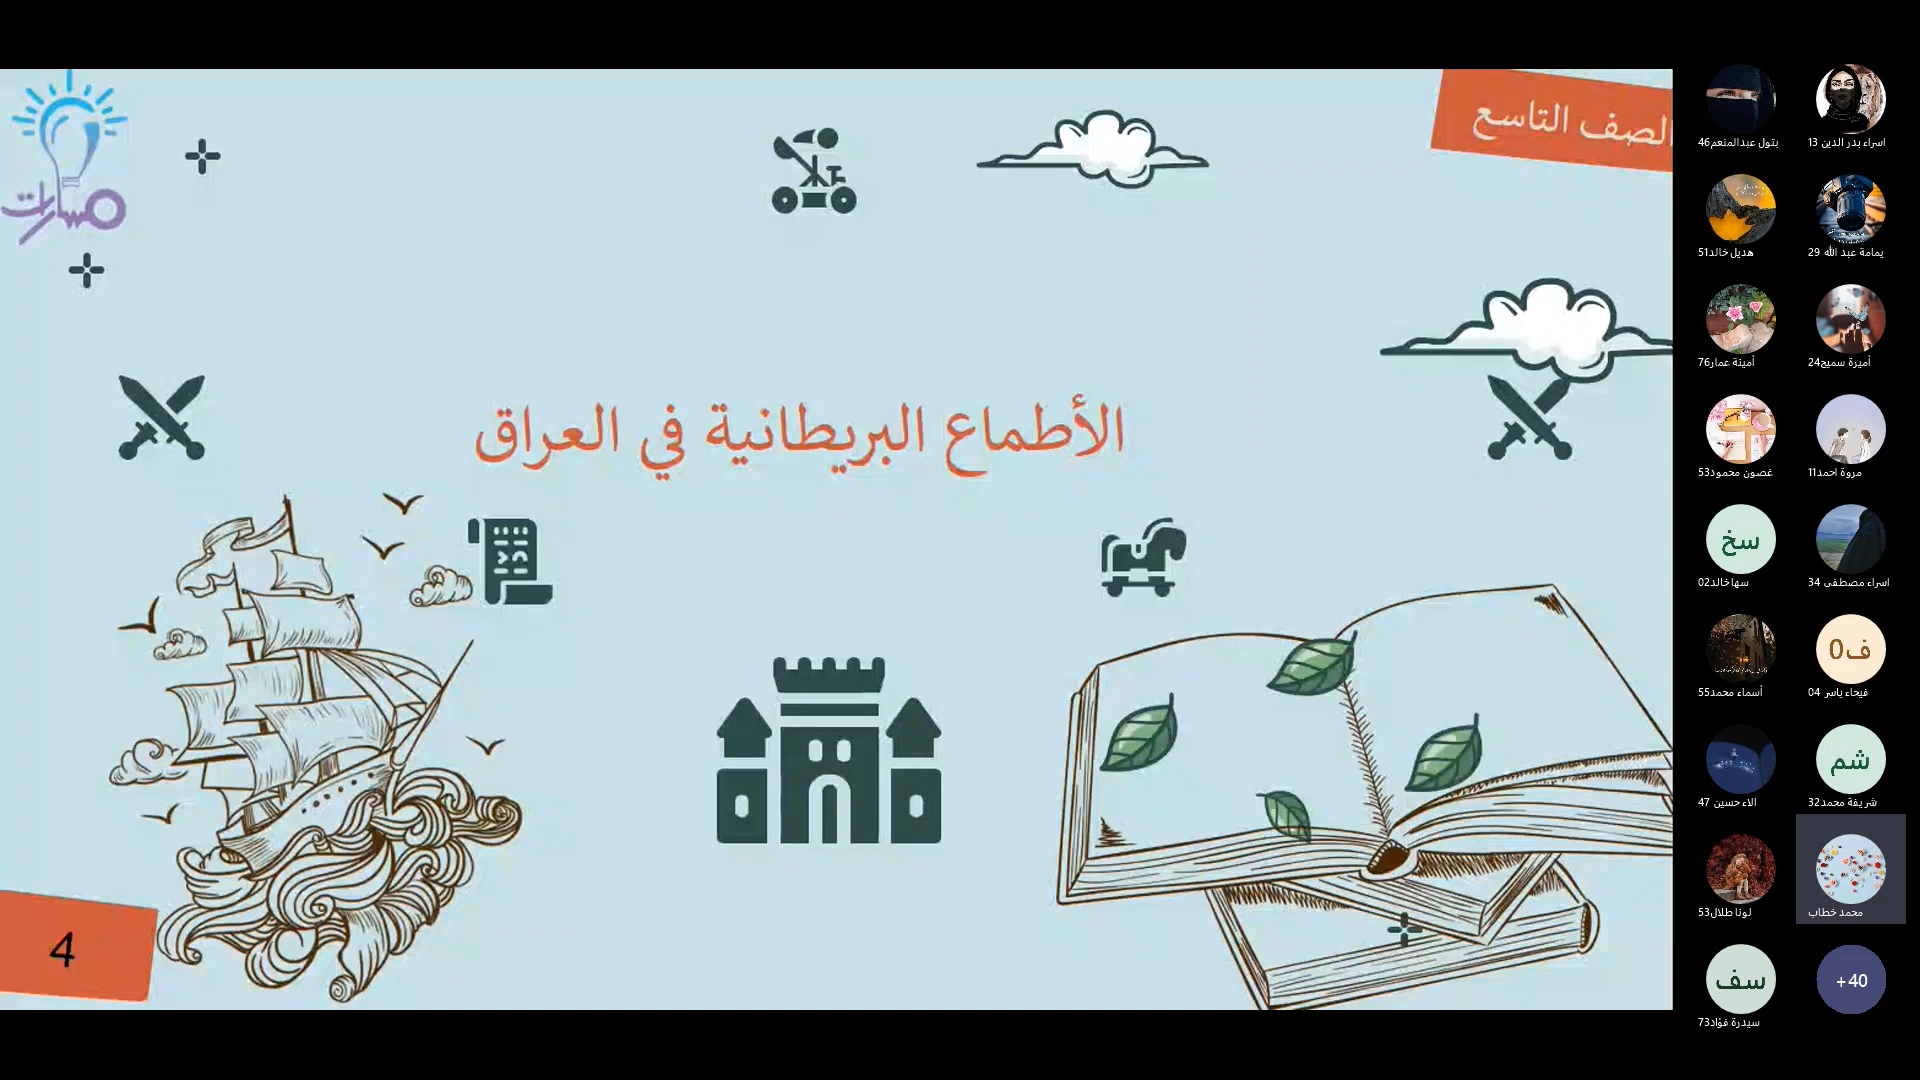 الصف التاسع
مسارات
الأطماع البريطانية في العراق
4
بتول عبدالمنعم46
اسراء بدر الدين 13
هديل خالد51
يمامة عبد الله 29
أمينة عمار76
أميرة سميح24
غصون محمود53
مروة احمد11
سخ
سها خالد02
اسراء مصطفى 34
أسماء محمد55
ف0
فيحاء ياسر 04
الاء حسين 47
شم
شريفة محمد32
لونا طلال53
محمد خطاب
سف
سيدرة فؤاد73
+40